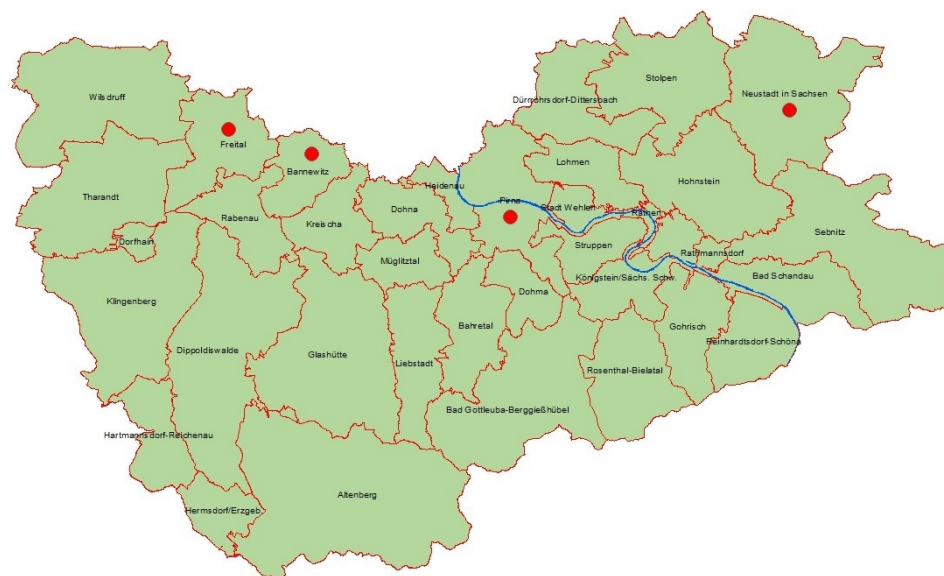 Stolpen
Neustadt in Sachsen
Wilsdruff
Dürrröhrsdorf-Dittersbach
Freital
Bannewitz
Lohmen
Hohnstein
Tharandt
Heidenau
Rabenau
Dohna
Pirna
Stadt Wehlen
Rathen
Kreischa
Sebnitz
Dorfhain
Struppen
Müglitztal
Rathmannsdorf
Königstein/Sächs. Schw.
Bad Schandau
Klingenberg
Dohma
Gohrisch
Bahretal
Reinhardtsdorf-Schöna
Dippoldiswalde
Glashütte
Liebstadt
Rosenthal-Bielatal
Bad Gottleuba-Berggießhübel
Hartmannsdorf-Reichenau
Altenberg
Hermsdorf/Erzgeb.